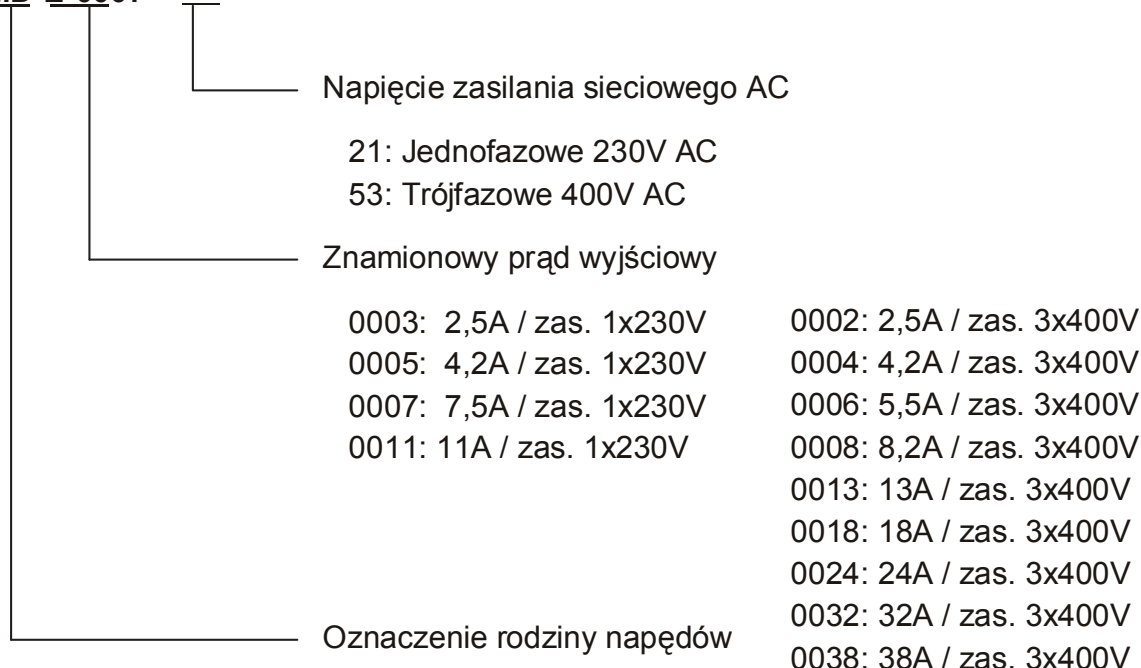 Napięcie zasilania sieciowego AC
21: Jednofazowe 230V AC
53: Trójfazowe 400V AC
Znamionowy prąd wyjściowy
0003: 2,5A / zas. 1x230V
0005: 4,2A / zas. 1x230V
0007: 7,5A / zas. 1x230V
0011: 11A / zas. 1x230V
0002: 2,5A / zas. 3x400V
0004: 4,2A / zas. 3x400V
0006: 5,5A / zas. 3x400V
0008: 8,2A / zas. 3x400V
0013: 13A / zas. 3x400V
0018: 18A / zas. 3x400V
0024: 24A / zas. 3x400V
0032: 32A / zas. 3x400V
0038: 38A / zas. 3x400V
Oznaczenie rodziny napędów